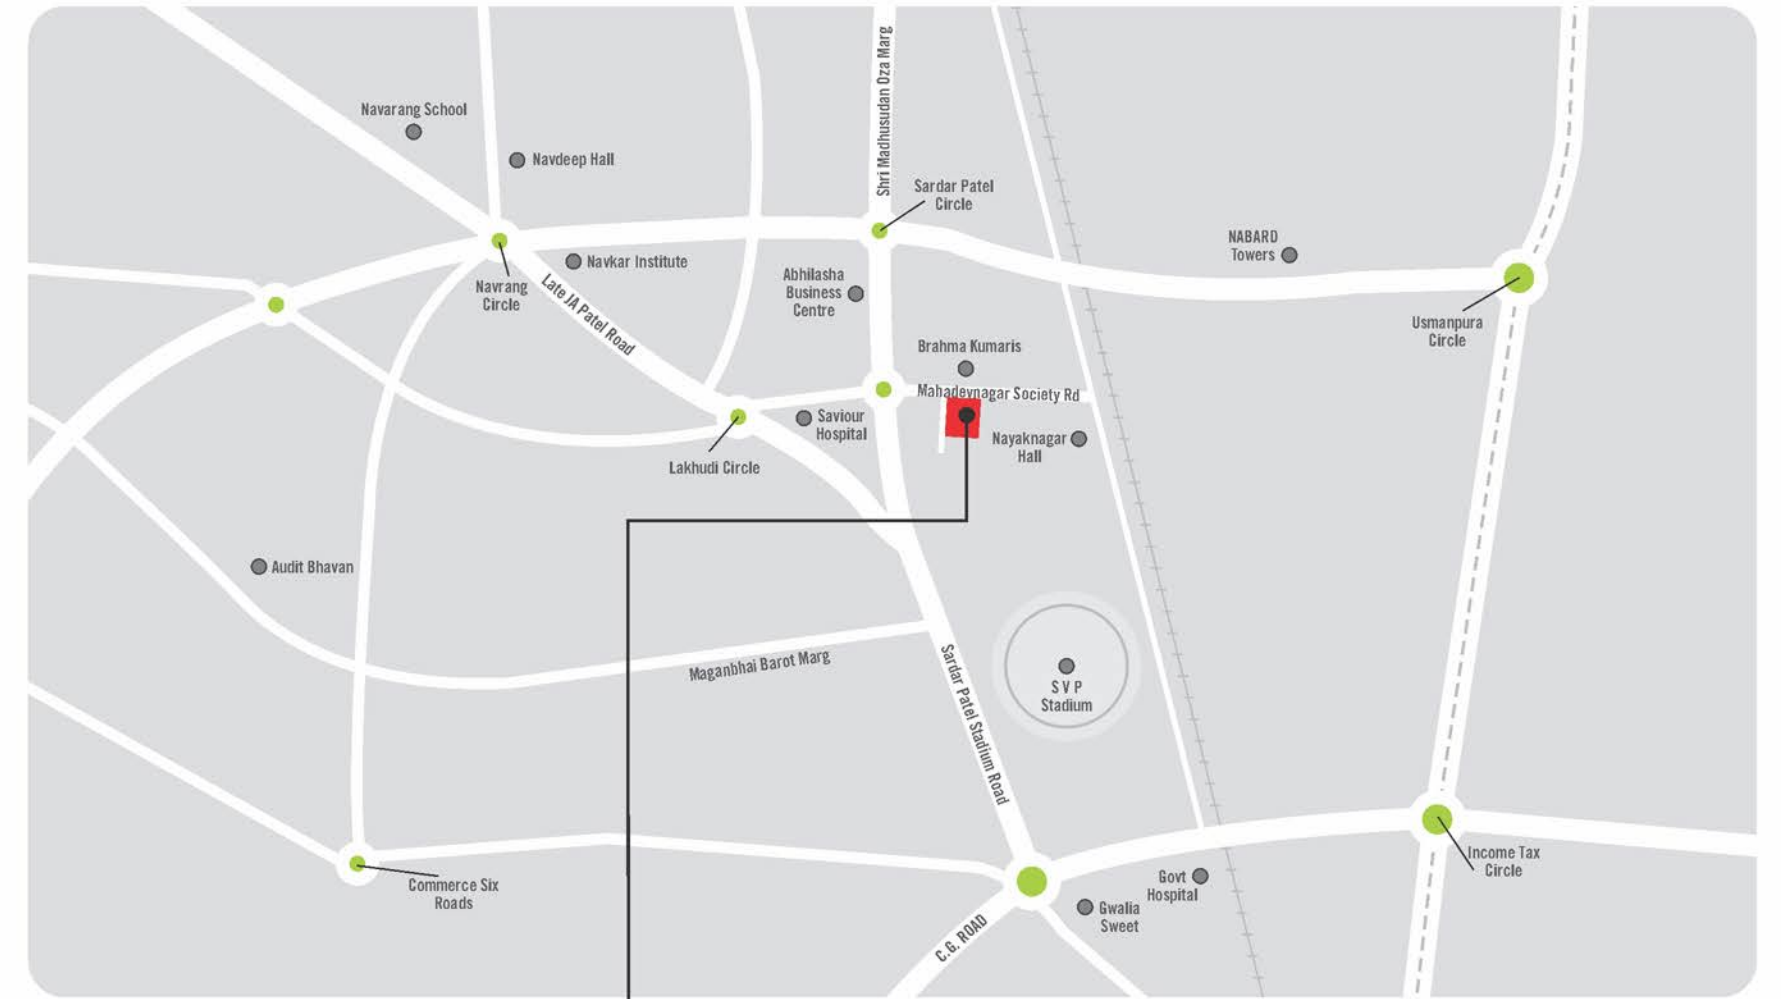 Shri Madhusudan Oza Marg
Navarang School
Navdeep Hall
Sardar Patel
Circle
NABARD
Towers
Navkar Institute
Abhilasha
Business
Centre
Navrang
Circle
Late JA Patel Road
Usmanpura
Circle
Brahma Kumaris
Mahadevnagar Society Rd
Saviour
Hospital
Nayaknagar
Hall
Lakhudi Circle
Audit Bhavan
Maganbhai Barot Marg
Sardar Patel Stadium Road
S V P
Stadium
Income Tax
Circle
Commerce Six
Roads
Govt
Hospital
Gwalia
Sweet
C.G. ROAD